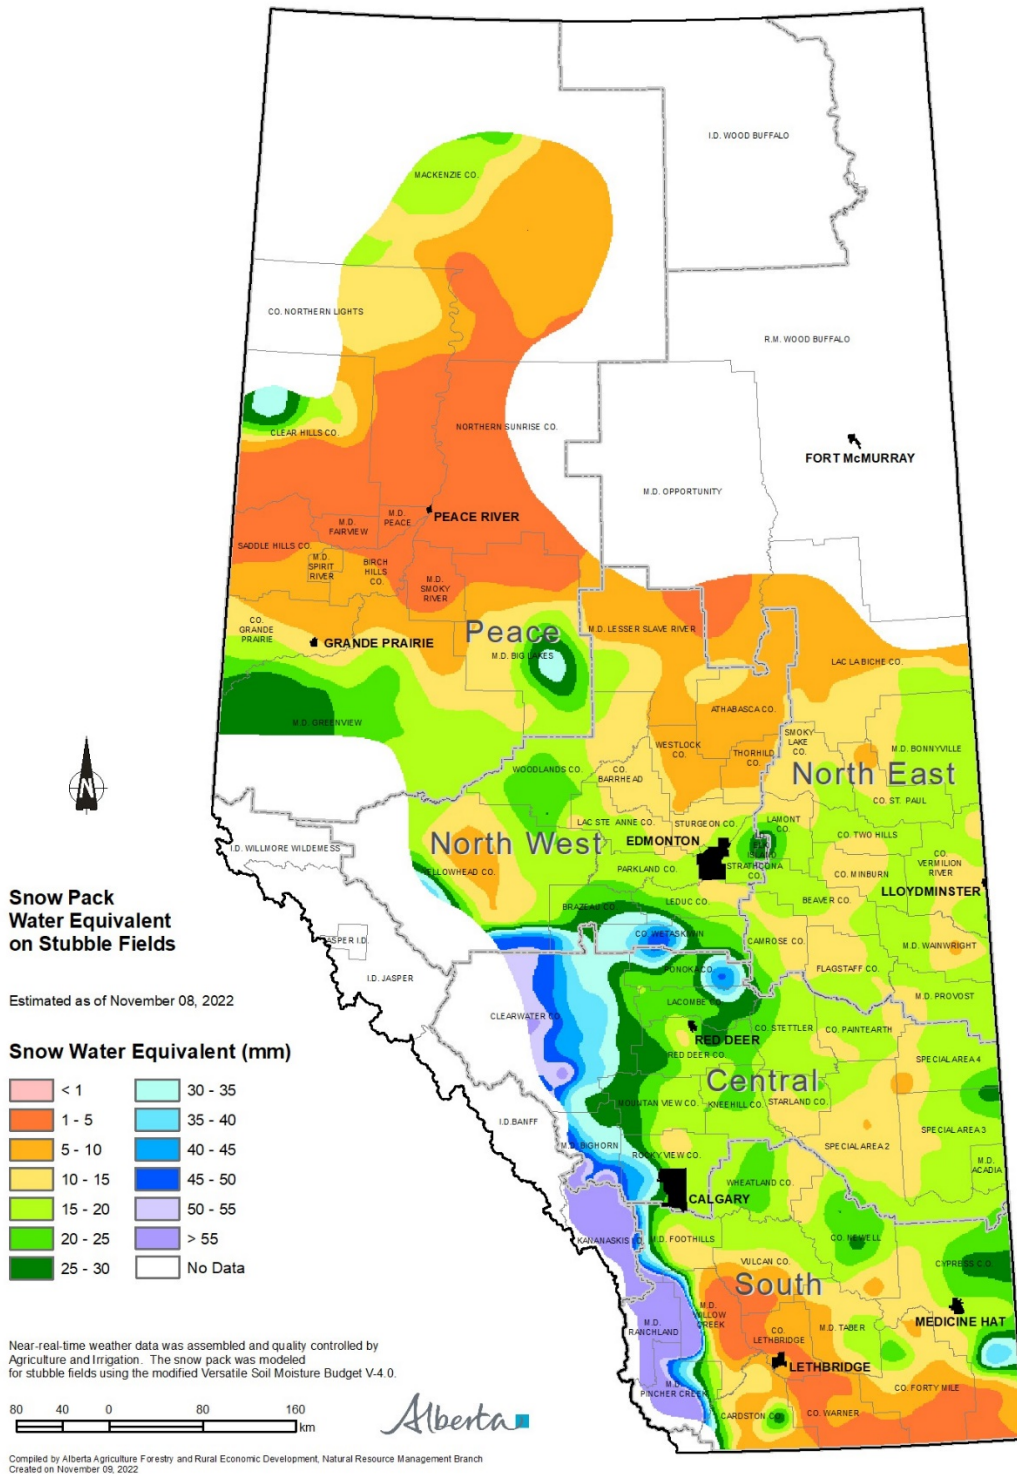 I.D. WOOD BUFFALO
MACKENZIE CO.
CO. NORTHERN LIGHTS
R.M. WOOD BUFFALO
CLEAR HILLS CO.
NORTHERN SUNRISE CO.
FORT McMURRAY
M.D. OPPORTUNITY
M.D.
PEACE
PEACE RIVER
M.D.
FAIRVIEW
SADDLE HILLS CO.
M.D.
SPIRIT
RIVER
BIRCH
HILLS
CO.
M.D.
SMOKY
RIVER
CO.
GRANDE
PRAIRIE
GRANDE PRAIRIE
Peace
M.D. LESSER SLAVE RIVER
M.D. BIG LAKES
LAC LA BICHE CO.
M.D. GREENVIEW
ATHABASCA CO.
WESTLOCK
CO.
THORHILD
CO.
SMOKY
LAKE
CO.
M.D. BONNYVILLE
WOODLANDS CO.
CO.
BARRHEAD
North East
CO. ST. PAUL
N
LAC STE ANNE CO.
STURGEON CO.
LAMONT
CO.
CO. TWO HILLS
North West
EDMONTON
ELK
ISLAND
STRATHCONA
CO.
I.D. WILLMORE WILDERNESS
YELLOWHEAD CO.
PARKLAND CO.
CO. MINBURN
CO.
VERMILION
RIVER
LLOYDMINSTER
LEDUC CO.
BEAVER CO.
BRAZEAU CO.
Snow Pack
Water Equivalent
on Stubble Fields
CO. WETASKIWIN
CAMROSE CO.
M.D. WAINWRIGHT
JASPER I.D.
I.D. JASPER
PONOKA CO.
FLAGSTAFF CO.
M.D. PROVOST
Estimated as of November 08, 2022
LACOMBE CO.
CLEARWATER CO.
CO. STETTLER
CO. PAINTEARTH
RED DEER
RED DEER CO.
SPECIAL AREA 4
Central
MOUNTAIN VIEW CO.
KNEEHILL CO.
STARLAND CO.
I.D. BANFF
SPECIAL AREA 3
M.D. BIGHORN
ROCKY VIEW CO.
SPECIAL AREA 2
M.D.
ACADIA
CALGARY
WHEATLAND CO.
KANANASKIS I.D.
M.D. FOOTHILLS
CO. NEWELL
VULCAN CO.
CYPRESS CO.
South
M.D.
WILLOW
CREEK
M.D.
RANCHLAND
CO.
LETHBRIDGE
M.D. TABER
MEDICINE HAT
LETHBRIDGE
M.D.
PINCHER CREEK
CO. FORTY MILE
CARDSTON CO.
CO. WARNER
Snow Water Equivalent (mm)
< 1
30 - 35
1 - 5
35 - 40
5 - 10
40 - 45
10 - 15
45 - 50
15 - 20
50 - 55
20 - 25
> 55
25 - 30
No Data
Near-real-time weather data was assembled and quality controlled by
Agriculture and Irrigation. The snow pack was modeled
for stubble fields using the modified Versatile Soil Moisture Budget V-4.0.
80 40 0 80 160
km
Alberta
Compiled by Alberta Agriculture Forestry and Rural Economic Development, Natural Resource Management Branch
Created on November 09, 2022